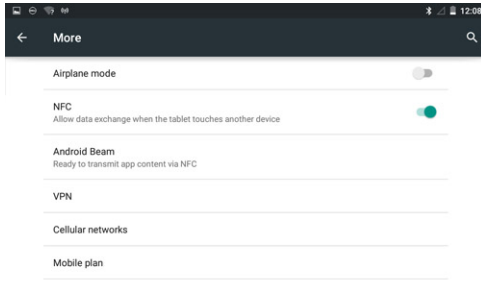 12:08
More
Airplane mode
NFC
Allow data exchange when the tablet touches another device
Android Beam
Ready to transmit app content via NFC
VPN
Cellular networks
Mobile plan